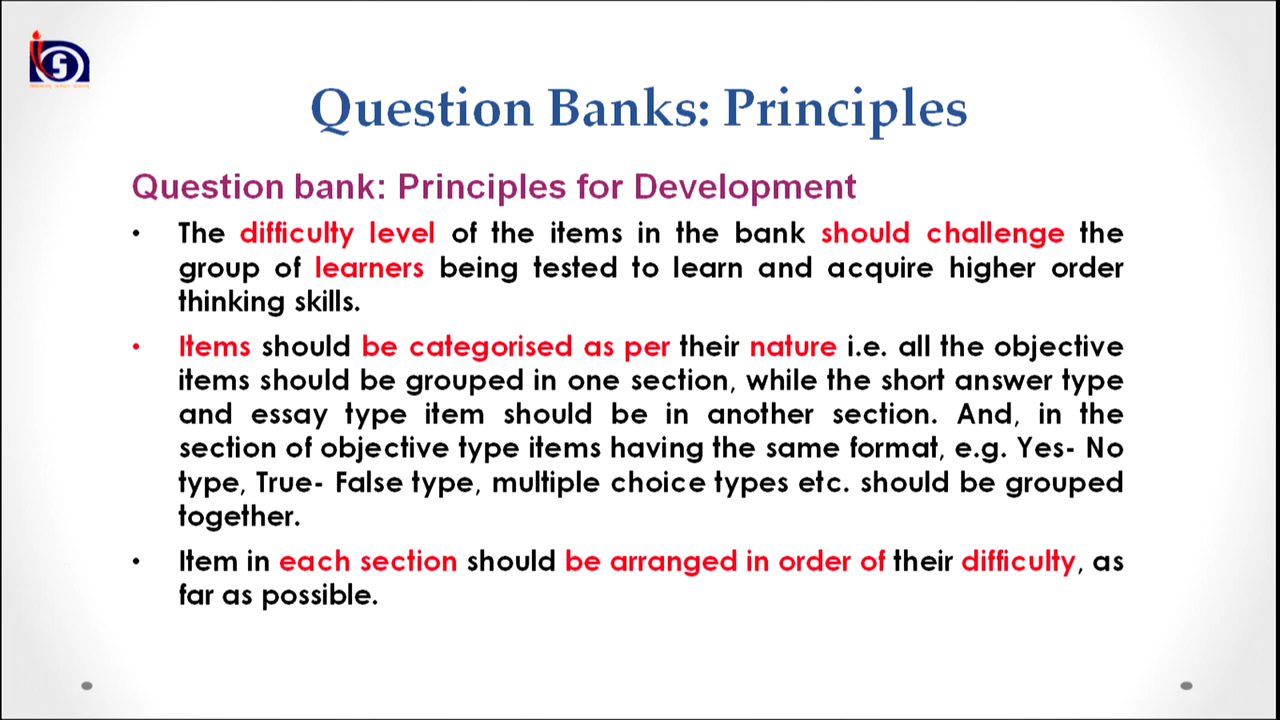 Question Banks: Principles
Question bank: Principles for Development
• The difficulty level of the items in the bank should challenge the
group of learners being tested to learn and acquire higher order
thinking skills.
• Items should be categorised as per their nature i.e. all the objective
items should be grouped in one section, while the short answer type
and essay type item should be in another section. And, in the
section of objective type items having the same format, e.g. Yes- No
type, True- False type, multiple choice types etc. should be grouped
together.
• Item in each section should be arranged in order of their difficulty, as
far as possible.